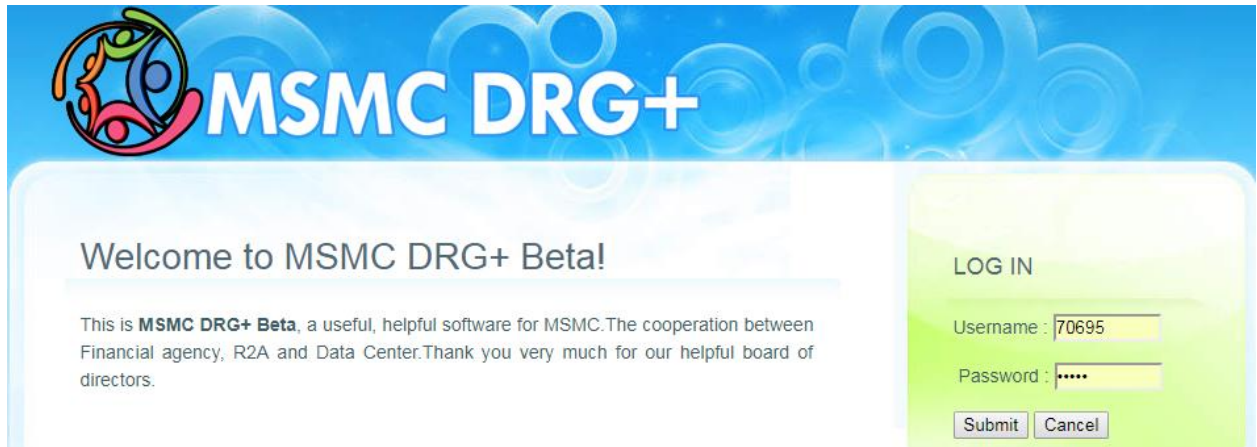 MSMC DRG+
Welcome to MSMC DRG+ Beta!
This is MSMC DRG+ Beta, a useful, helpful software for MSMC.The cooperation between
Financial agency, R2A and Data Center.Thank you very much for our helpful board of
directors.
LOG IN
Username : 70695
Password : •••••
Submit Cancel